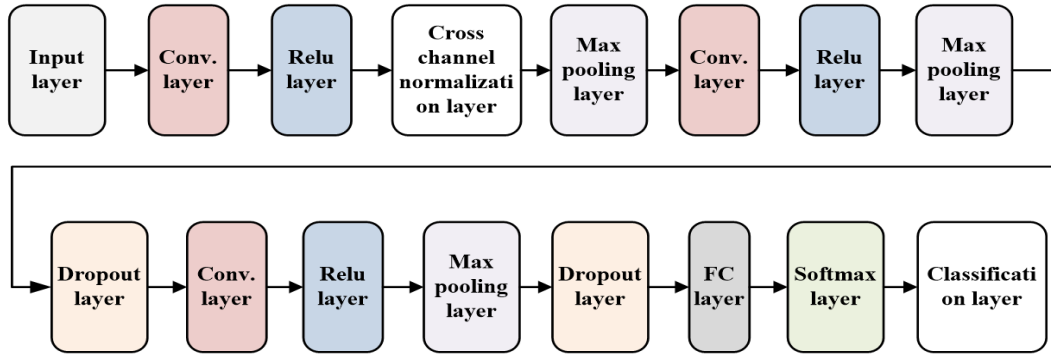 Input
layer
Conv.
layer
Relu
layer
Cross
channel
normalizati
on layer
Max
pooling
layer
Conv.
layer
Relu
layer
Max
pooling
layer
Dropout
layer
Conv.
layer
Relu
layer
Max
pooling
layer
Dropout
layer
FC
layer
Softmax
layer
Classificati
on layer